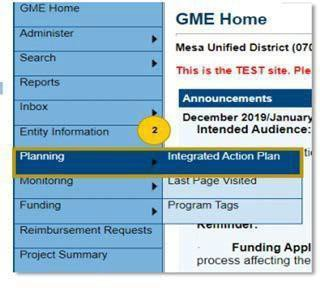 GME Home
Administer
Search
Reports
Inbox
Entity Information
Planning
Monitoring
Funding
Reimbursement Requests
Project Summary
2
Integrated Action Plan
Last Page Visited
Program Tags
GME Home
Mesa Unified District (070
This is the TEST site. Ple
Announcements
December 2019/January
Intended Audience:
Reminder:
Funding Appl
process affecting the